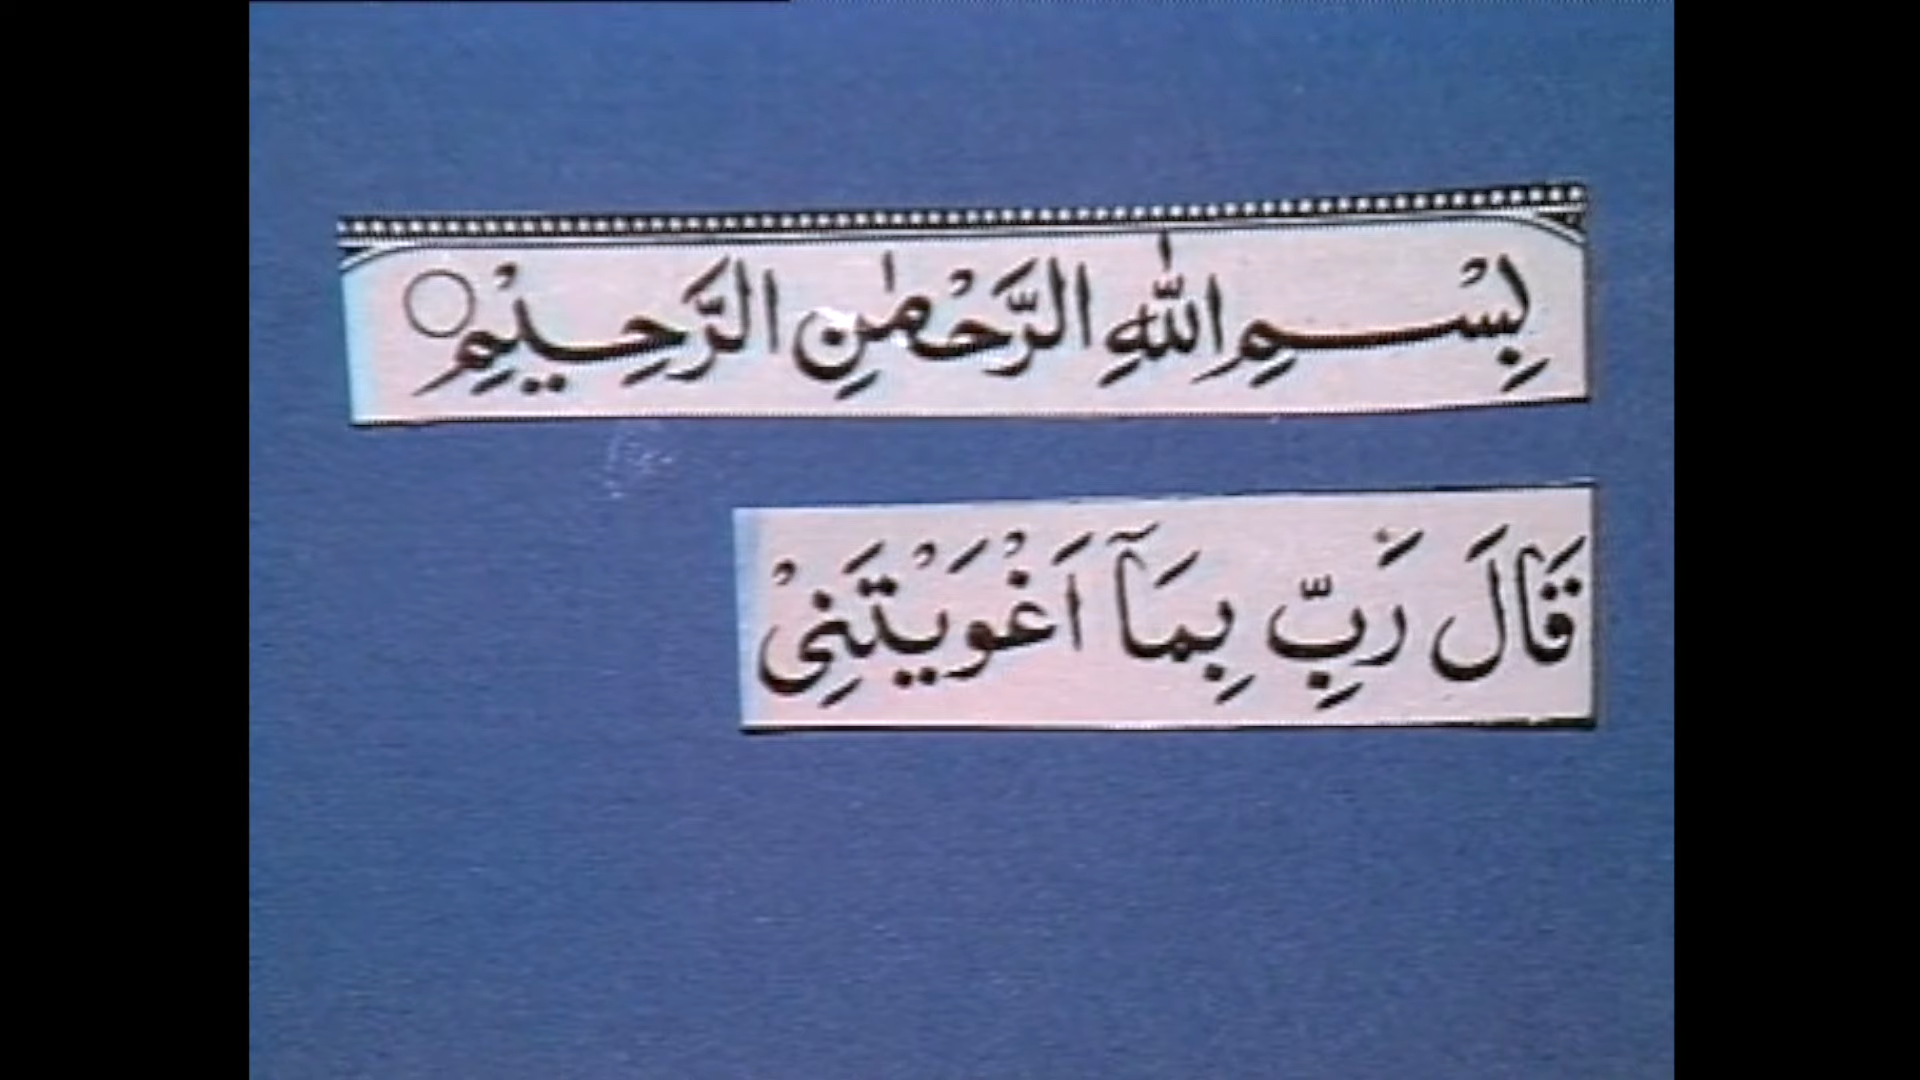 بِسْمِ اللّٰهِ الرَّحْمٰنِ الرَّحِيْمِ ○
قَالَ رَبِّ بِمَآ اَغْوَيْتَنِىْ